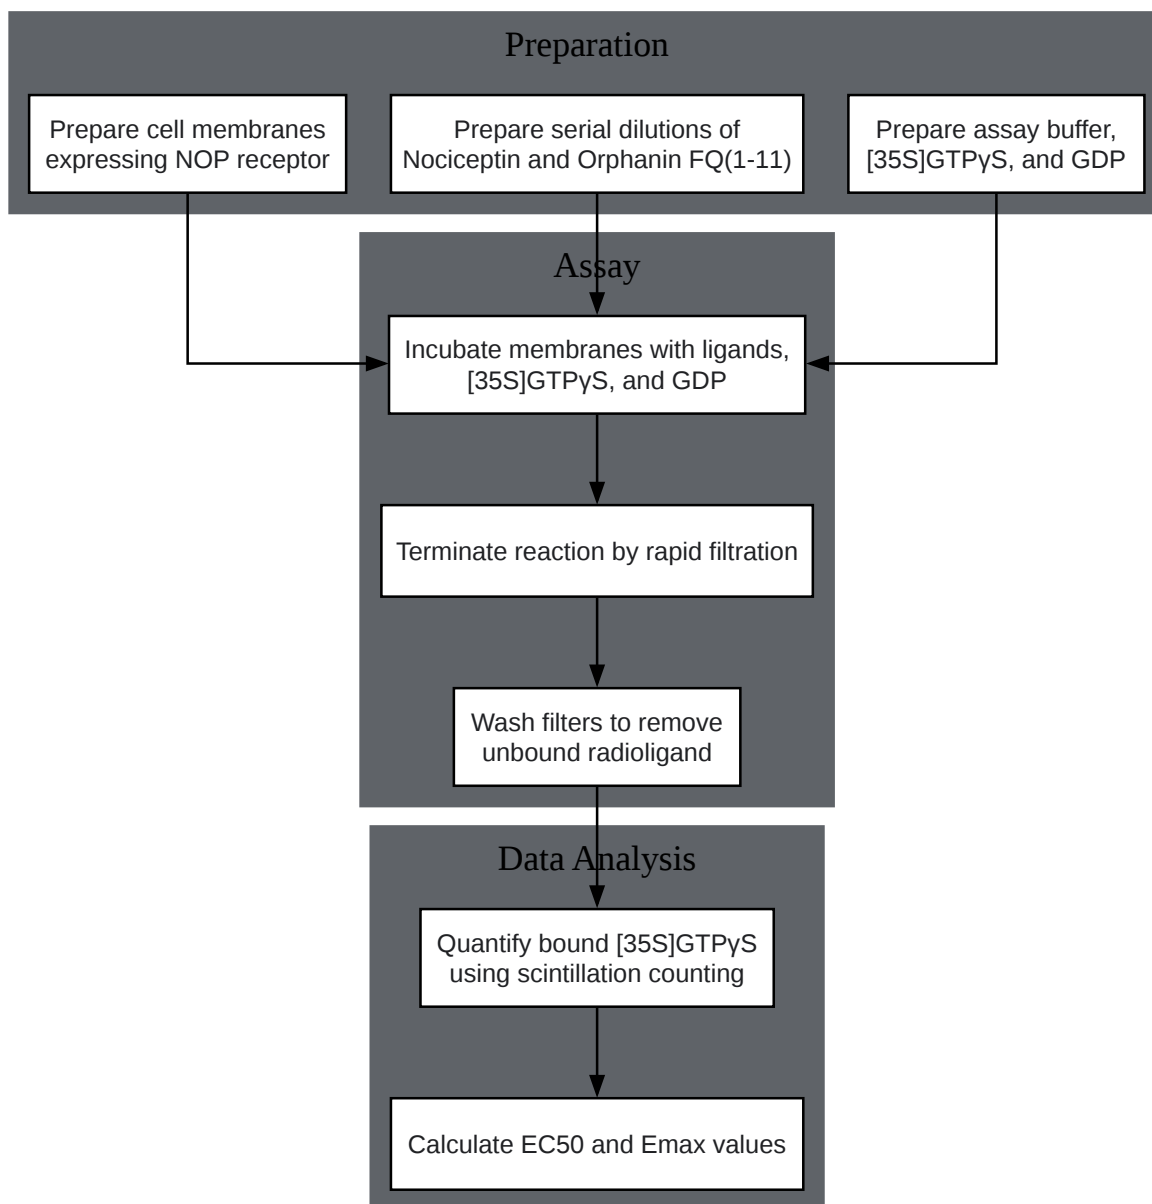 Preparation
Prepare cell membranes
expressing NOP receptor
Prepare serial dilutions of
Nociceptin and Orphanin FQ(1-11)
Prepare assay buffer,
[35S]GTPγS, and GDP
Assay
Incubate membranes with ligands,
[35S]GTPγS, and GDP
Terminate reaction by rapid filtration
Wash filters to remove
unbound radioligand
Data Analysis
Quantify bound [35S]GTPγS
using scintillation counting
Calculate EC50 and Emax values